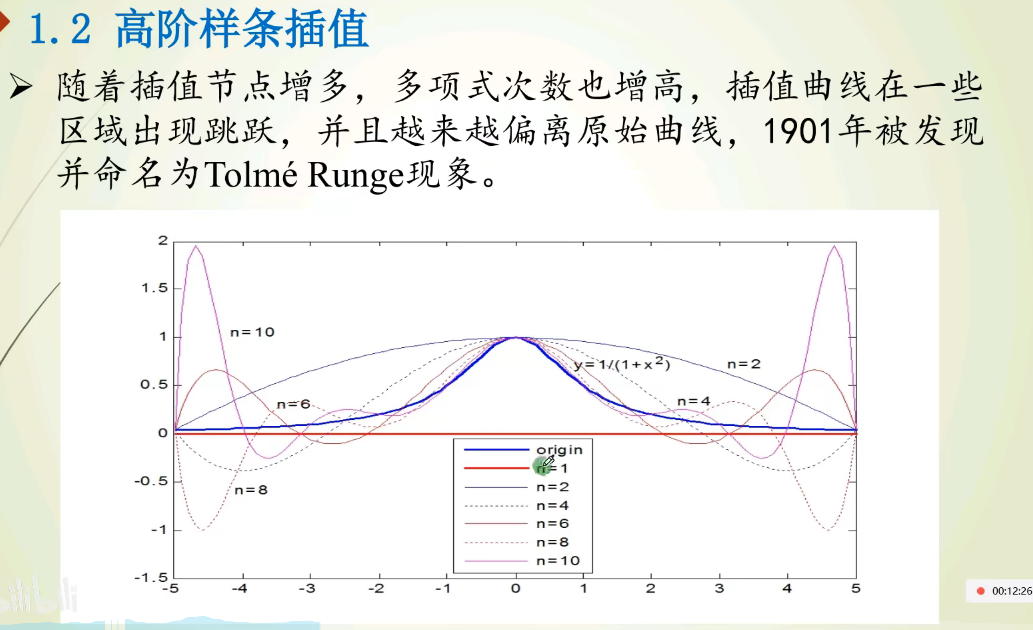 1.2 高阶样条插值
随着插值节点增多，多项式次数也增高，插值曲线在一些
区域出现跳跃，并且越来越偏离原始曲线，1901年被发现
并命名为Tolmé Runge现象。
2
1.5
1
0.5
0
-0.5
-1
-1.5
-5 -4 -3 -2 -1 0 1 2 3 4 5
n=10
n=6
n=8
y=1/(1+x²)
n=2
n=4
origin
n=1
n=2
n=4
n=6
n=8
n=10
00:12:26
bilibili